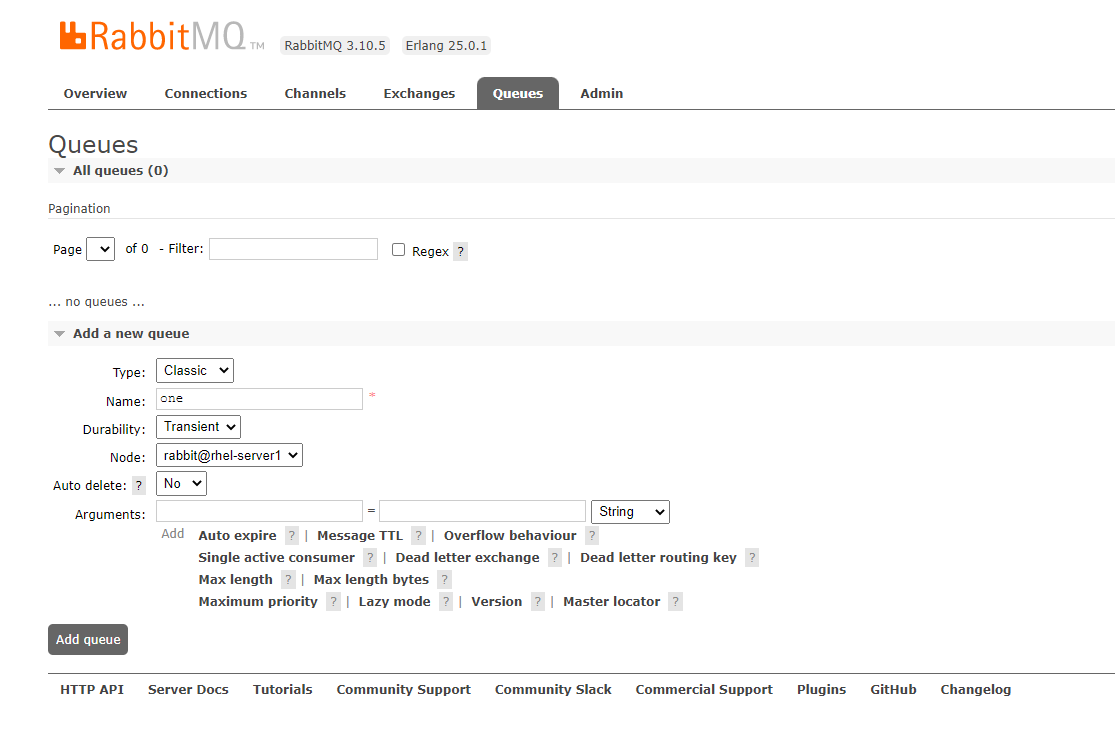 RabbitMQ TM RabbitMQ 3.10.5 Erlang 25.0.1
Overview Connections Channels Exchanges Queues Admin
Queues
All queues (0)
Pagination
Page of 0 - Filter: Regex ?
... no queues ...
Add a new queue
Type: Classic
Name: one *
Durability: Transient
Node: rabbit@rhel-server1
Auto delete: ? No
Arguments: = String
Add Auto expire ? | Message TTL ? | Overflow behaviour ?
Single active consumer ? | Dead letter exchange ? | Dead letter routing key ?
Max length ? | Max length bytes ?
Maximum priority ? | Lazy mode ? | Version ? | Master locator ?
Add queue
HTTP API Server Docs Tutorials Community Support Community Slack Commercial Support Plugins GitHub Changelog